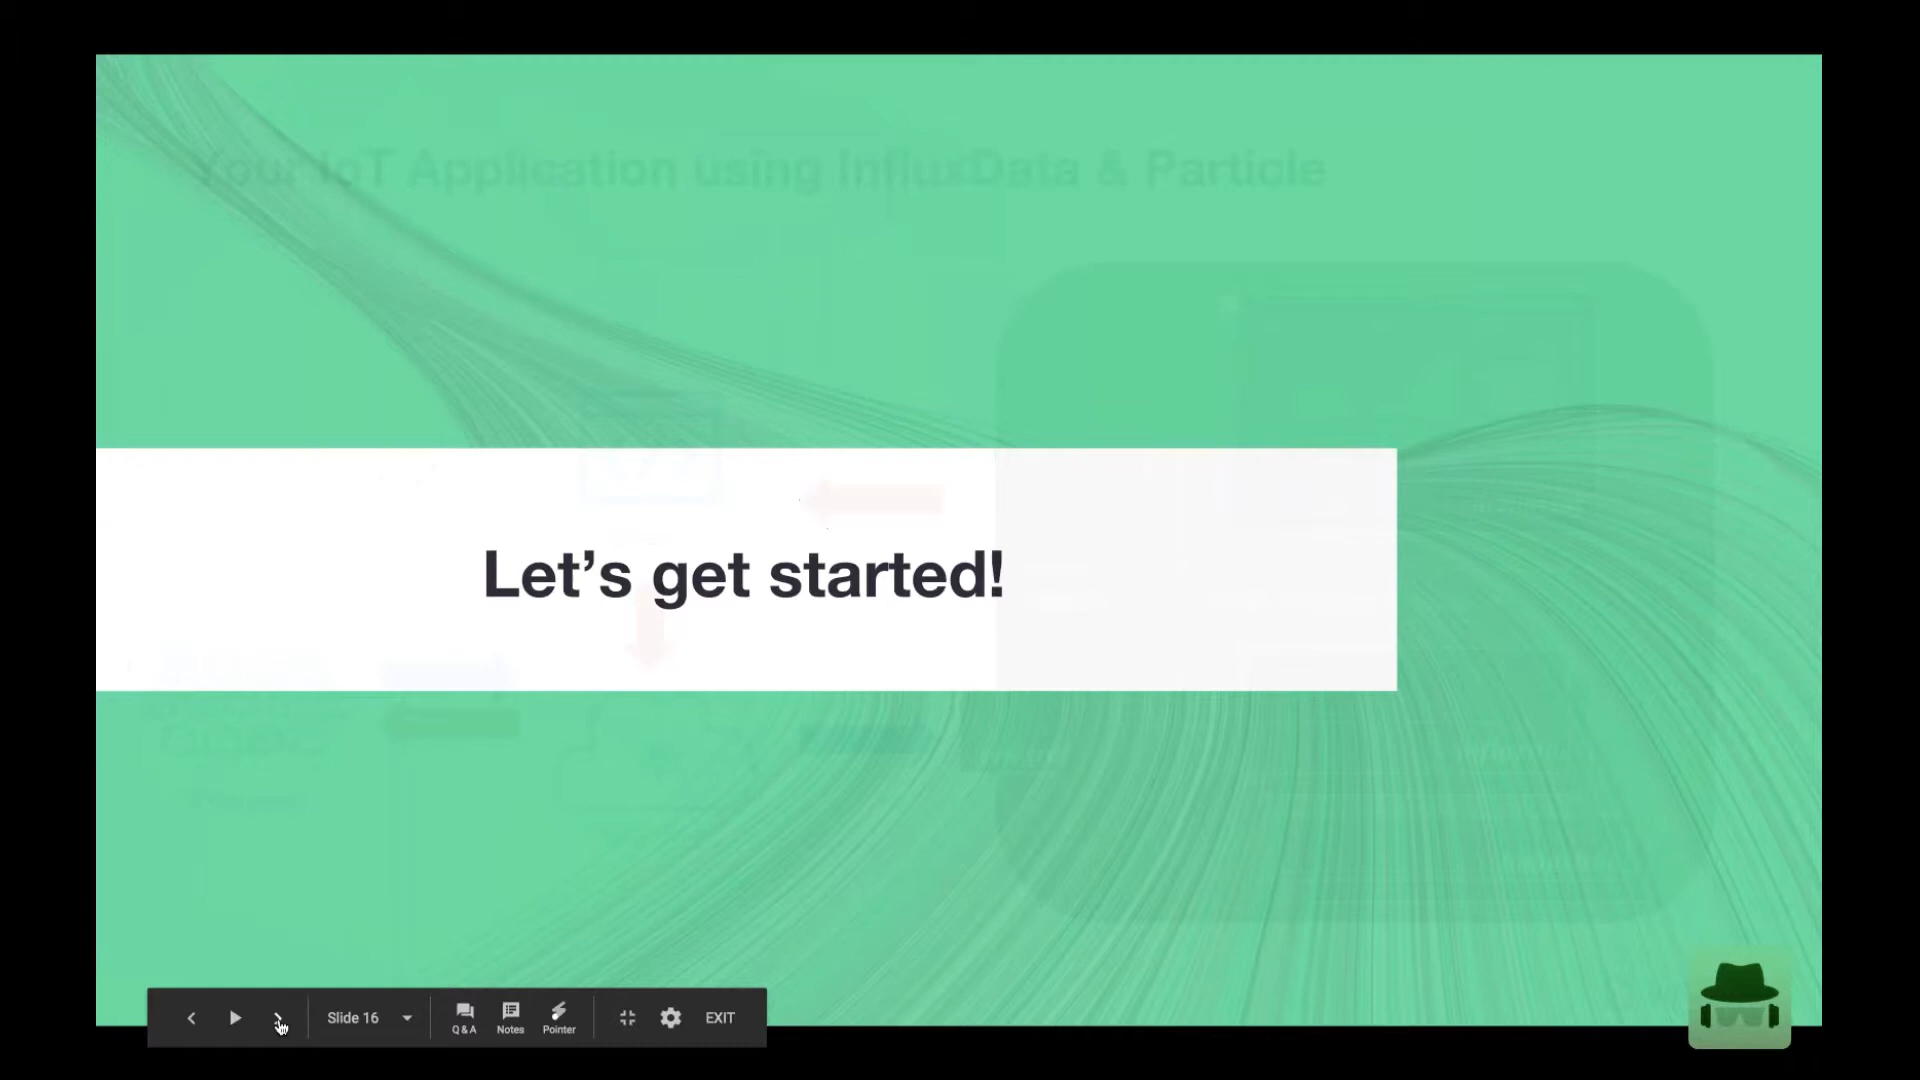 Your IoT Application using InfluxData & Particle
Let’s get started!
Slide 16
Q & A
Notes
Pointer
EXIT